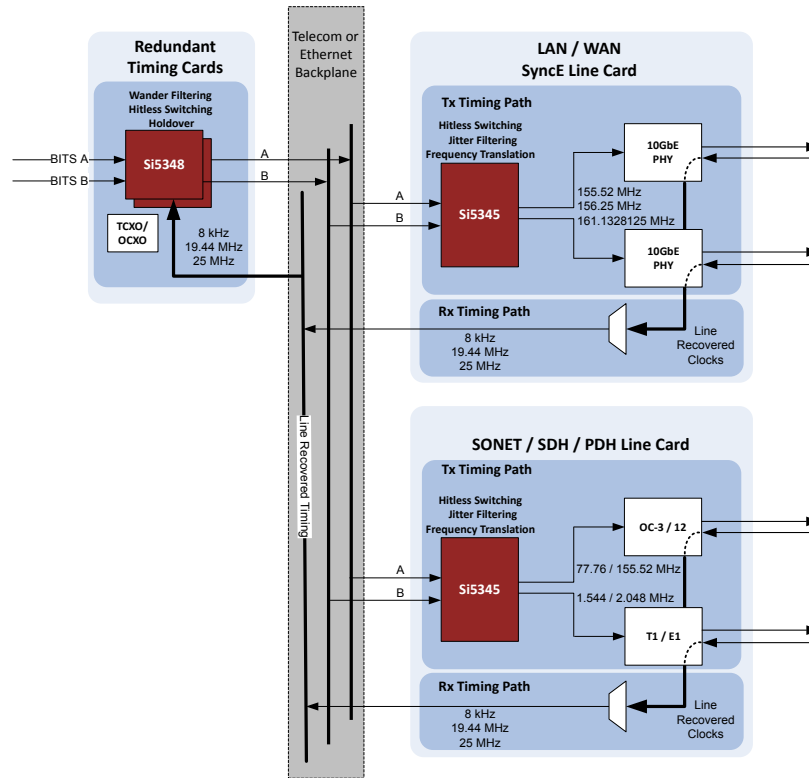 Redundant
Timing Cards
Wander Filtering
Hitless Switching
Holdover
BITS A
BITS B
Si5348
A
B
TCXO/
OCXO
8 kHz
19.44 MHz
25 MHz
Telecom or
Ethernet
Backplane
Line Recovered Timing
LAN / WAN
SyncE Line Card
Tx Timing Path
Hitless Switching
Jitter Filtering
Frequency Translation
A
B
Si5345
155.52 MHz
156.25 MHz
161.1328125 MHz
10GbE
PHY
10GbE
PHY
Rx Timing Path
8 kHz
19.44 MHz
25 MHz
Line
Recovered
Clocks
SONET / SDH / PDH Line Card
Tx Timing Path
Hitless Switching
Jitter Filtering
Frequency Translation
A
B
Si5345
77.76 / 155.52 MHz
1.544 / 2.048 MHz
OC-3 / 12
T1 / E1
Rx Timing Path
8 kHz
19.44 MHz
25 MHz
Line
Recovered
Clocks